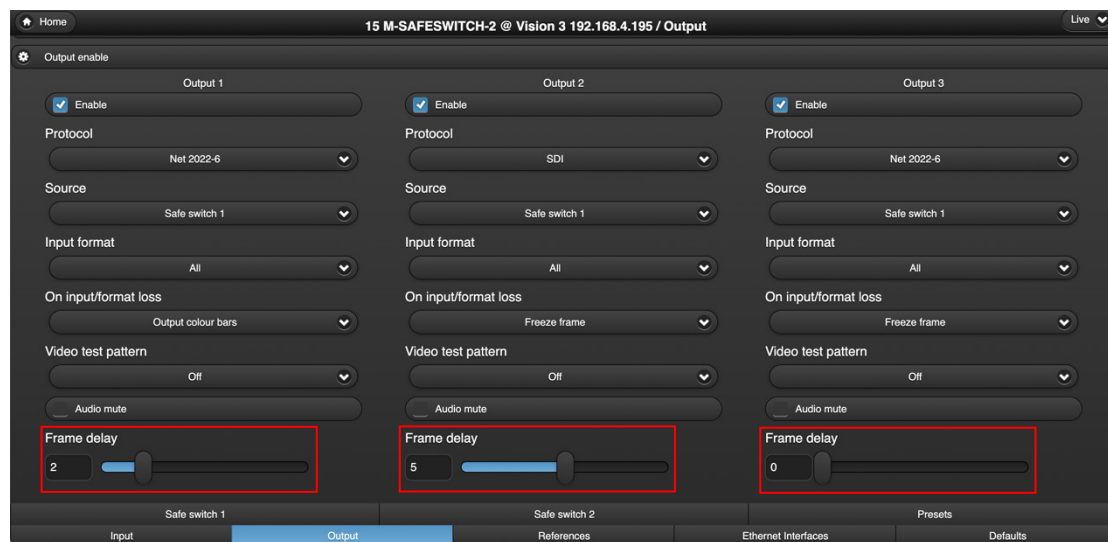 Home
15 M-SAFESWITCH-2 @ Vision 3 192.168.4.195 / Output
Live
Output enable
Output 1 Output 2 Output 3
Enable Enable Enable
Protocol Protocol Protocol
Net 2022-6 SDI Net 2022-6
Source Source Source
Safe switch 1 Safe switch 1 Safe switch 1
Input format Input format Input format
All All All
On input/format loss On input/format loss On input/format loss
Output colour bars Freeze frame Freeze frame
Video test pattern Video test pattern Video test pattern
Off Off Off
Audio mute Audio mute Audio mute
Frame delay Frame delay Frame delay
2 5 0
Safe switch 1 Safe switch 2 Presets
Input Output References Ethernet Interfaces Defaults